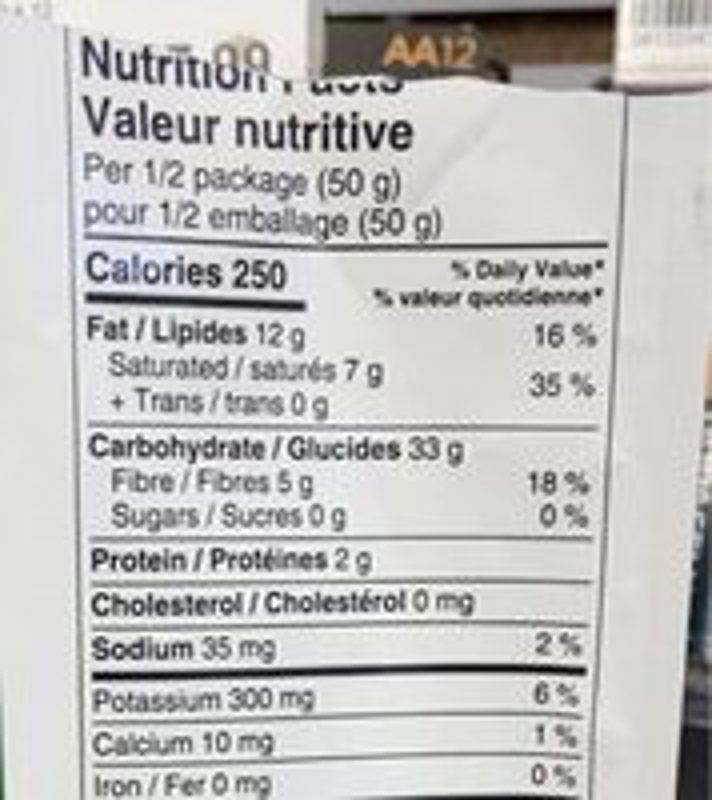 AA12
Nutrition Facts
Valeur nutritive
Per 1/2 package (50 g)
pour 1/2 emballage (50 g)
Calories 250
% Daily Value*
% valeur quotidienne*
Fat / Lipides 12 g 16 %
Saturated / saturés 7 g
+ Trans / trans 0 g 35 %
Carbohydrate / Glucides 33 g
Fibre / Fibres 5 g 18 %
Sugars / Sucres 0 g 0 %
Protein / Protéines 2 g
Cholesterol / Cholestérol 0 mg
Sodium 35 mg 2 %
Potassium 300 mg 6 %
Calcium 10 mg 1 %
Iron / Fer 0 mg 0 %